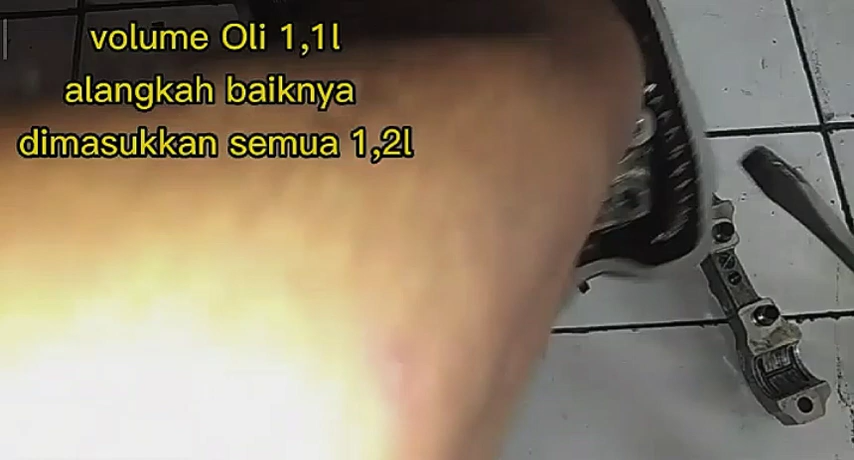 volume Oli 1,1l
alangkah baiknya
dimasukkan semua 1,2l